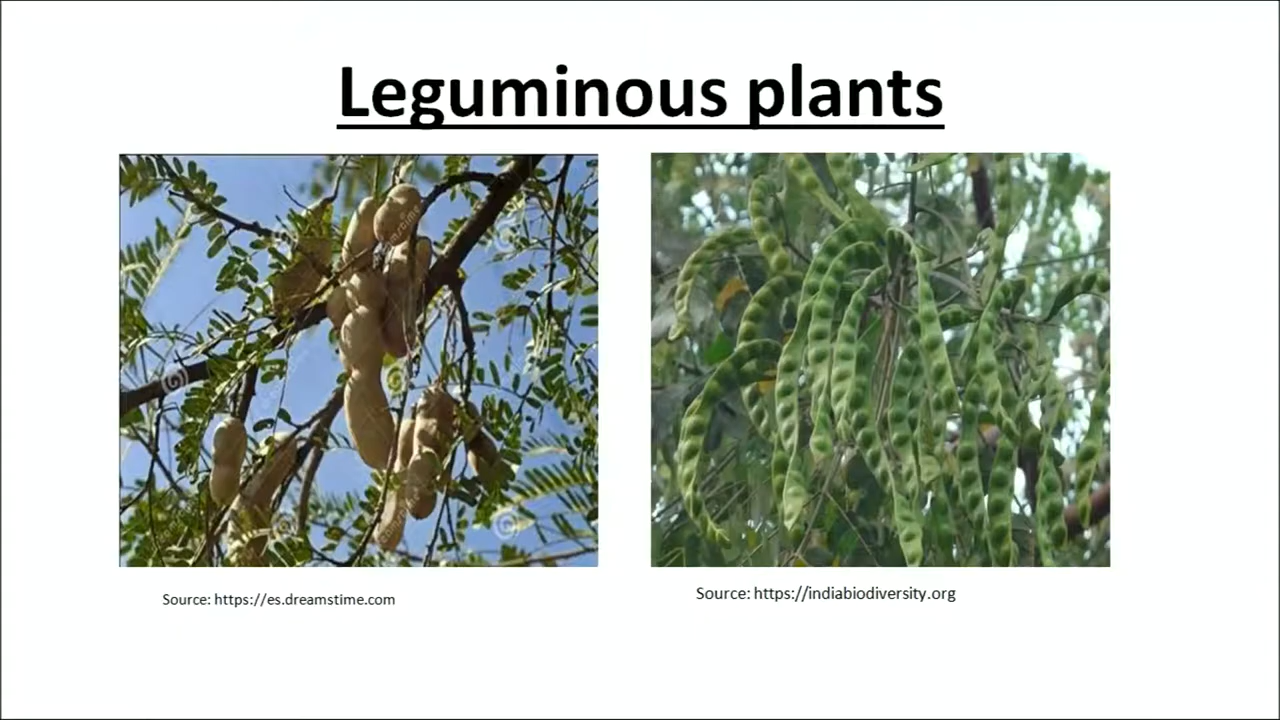 Leguminous plants
Source: https://es.dreamstime.com
Source: https://indiabiodiversity.org